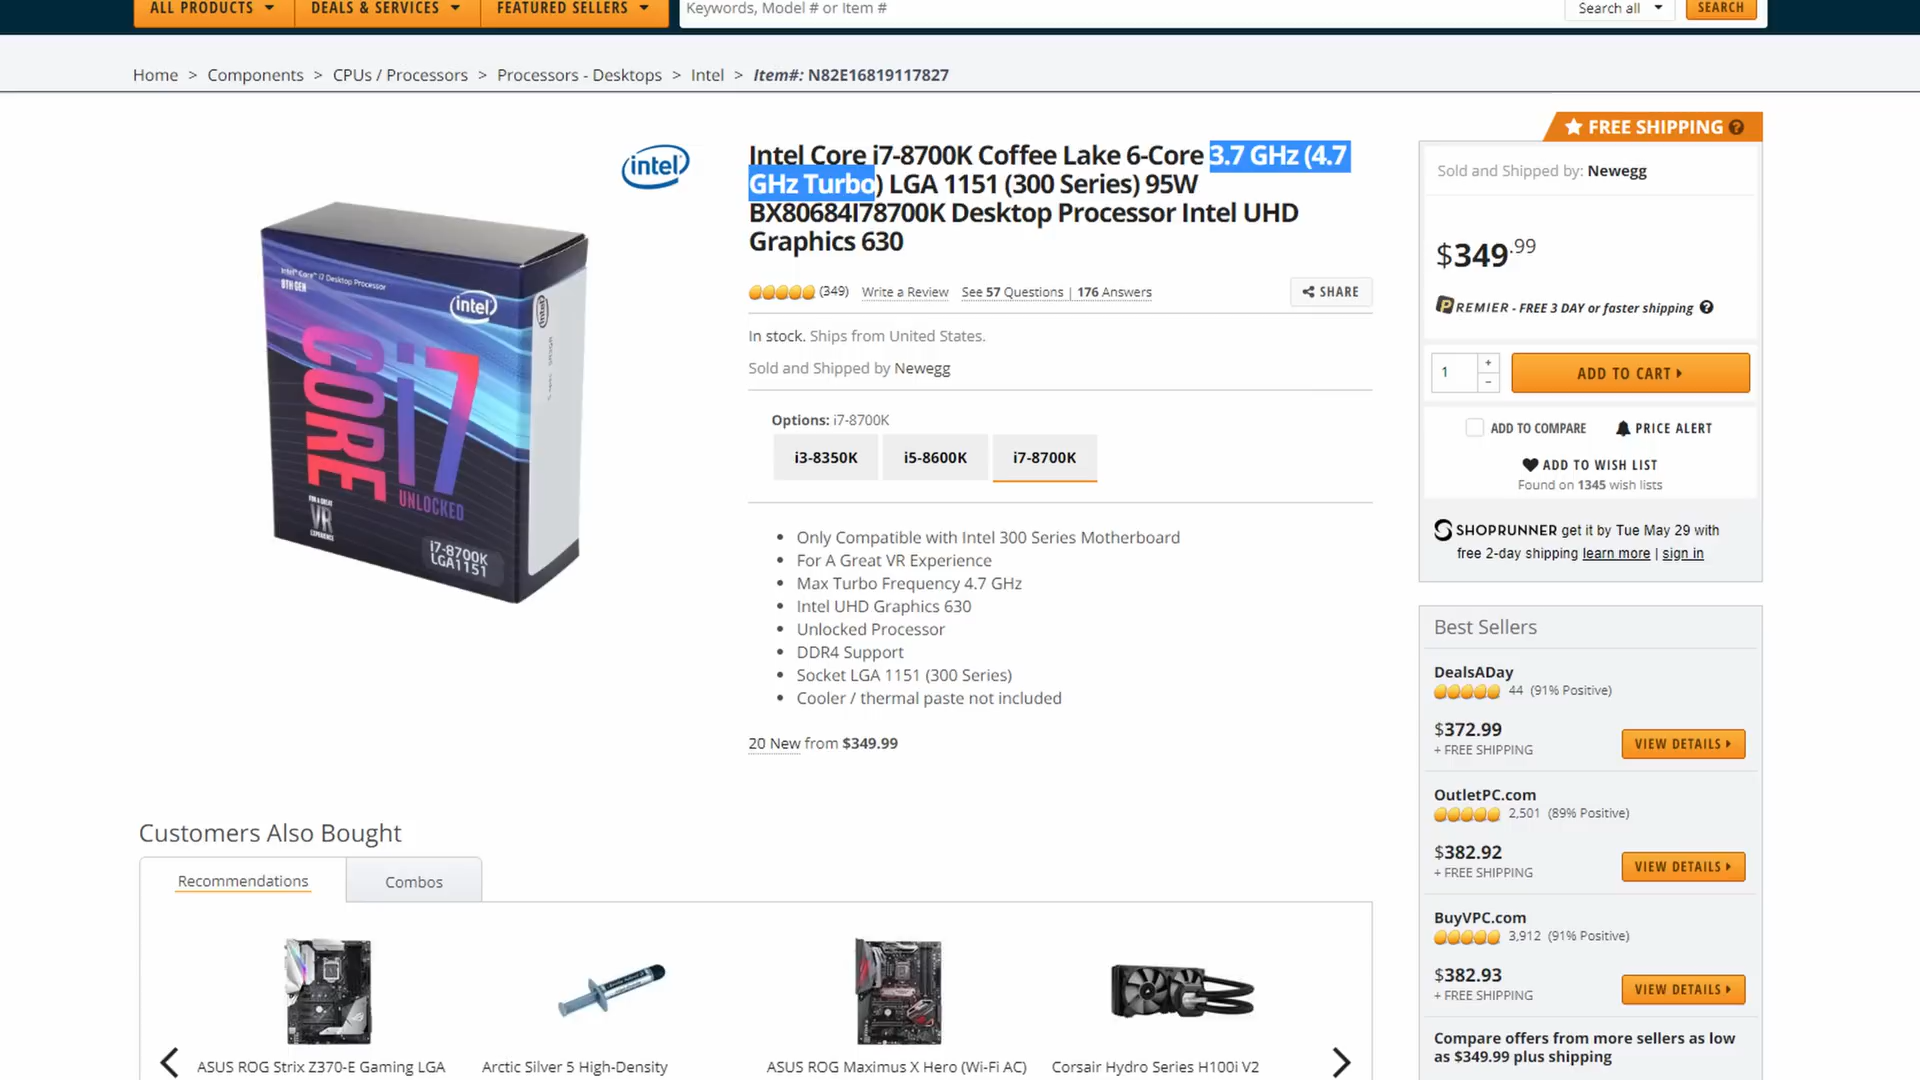 ALL PRODUCTS
DEALS & SERVICES
FEATURED SELLERS
Keywords, Model # or Item #
Search all
SEARCH
Home > Components > CPUs / Processors > Processors - Desktops > Intel > Item#: N82E16819117827
intel
Intel Core i7-8700K Coffee Lake 6-Core 3.7 GHz (4.7
GHz Turbo) LGA 1151 (300 Series) 95W
BX80684I78700K Desktop Processor Intel UHD
Graphics 630
(349) Write a Review See 57 Questions | 176 Answers
SHARE
In stock. Ships from United States.
Sold and Shipped by Newegg
Options: i7-8700K
i3-8350K
i5-8600K
i7-8700K
Only Compatible with Intel 300 Series Motherboard
For A Great VR Experience
Max Turbo Frequency 4.7 GHz
Intel UHD Graphics 630
Unlocked Processor
DDR4 Support
Socket LGA 1151 (300 Series)
Cooler / thermal paste not included
20 New from $349.99
Intel® Core™ i7 Desktop Processor
8TH GEN
intel
intel
CORE
i7
UNLOCKED
FOR A GREAT
VR
EXPERIENCE
i7-8700K
LGA1151
FREE SHIPPING
Sold and Shipped by: Newegg
$349.99
PREMIER - FREE 3 DAY or faster shipping
1
+
-
ADD TO CART
ADD TO COMPARE
PRICE ALERT
ADD TO WISH LIST
Found on 1345 wish lists
SHOPRUNNER get it by Tue May 29 with
free 2-day shipping learn more | sign in
Best Sellers
DealsADay
44 (91% Positive)
$372.99
+ FREE SHIPPING
VIEW DETAILS
OutletPC.com
2,501 (89% Positive)
$382.92
+ FREE SHIPPING
VIEW DETAILS
BuyVPC.com
3,912 (91% Positive)
$382.93
+ FREE SHIPPING
VIEW DETAILS
Compare offers from more sellers as low
as $349.99 plus shipping
Customers Also Bought
Recommendations
Combos
ASUS ROG Strix Z370-E Gaming LGA
Arctic Silver 5 High-Density
ASUS ROG Maximus X Hero (Wi-Fi AC)
Corsair Hydro Series H100i V2